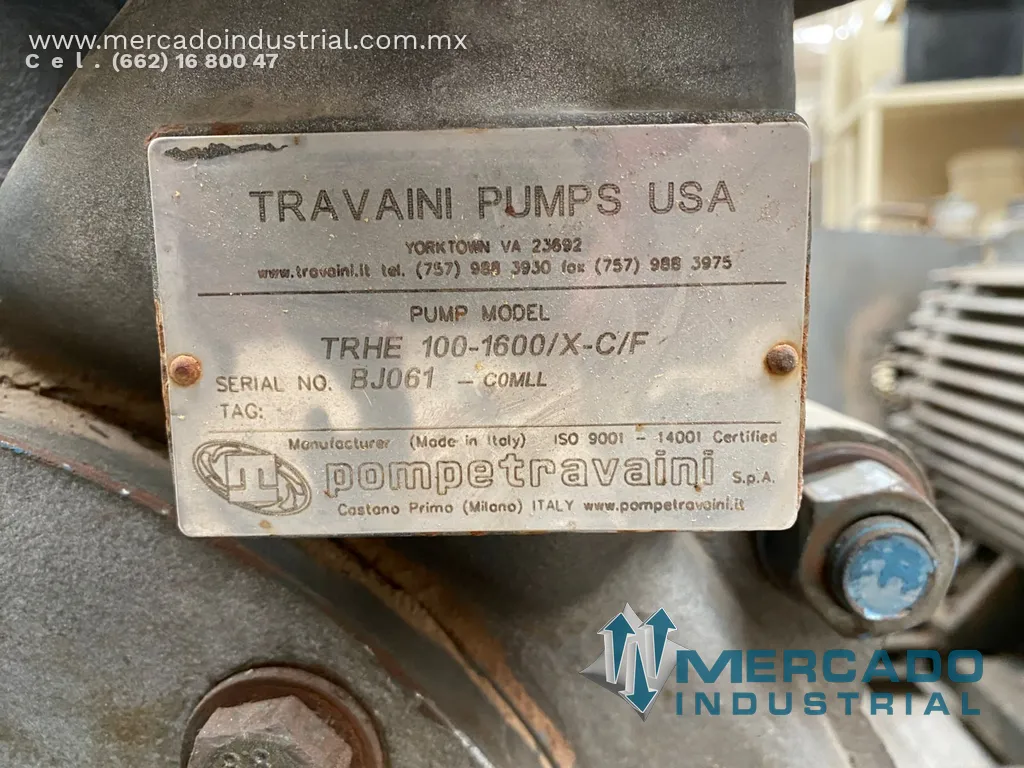 www.mercadoindustrial.com.mx
Cel. (662) 16 800 47
TRAVAINI PUMPS USA
YORKTOWN VA 23692
www.travaini.it tel. (757) 988 3930 fax (757) 988 3975
PUMP MODEL
TRHE 100-1600/X-C/F
SERIAL NO. BJ061 - COMLL
TAG:
Manufacturer (Made in Italy) ISO 9001 - 14001 Certified
pompetravaini S.p.A.
Castano Primo (Milano) ITALY www.pompetravaini.it
MERCADO
INDUSTRIAL